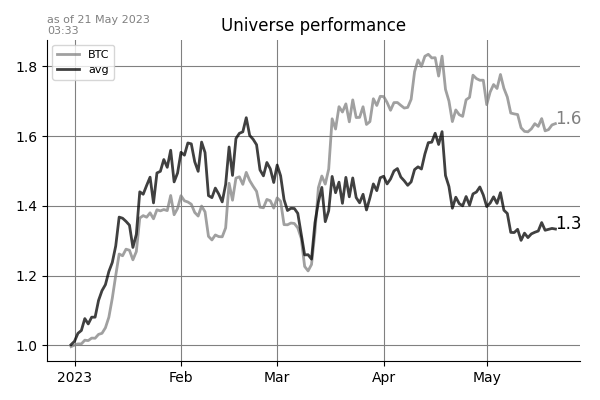 as of 21 May 2023
03:33
Universe performance
BTC
avg
1.8
1.6
1.4
1.2
1.0
1.6
1.3
2023
Feb
Mar
Apr
May